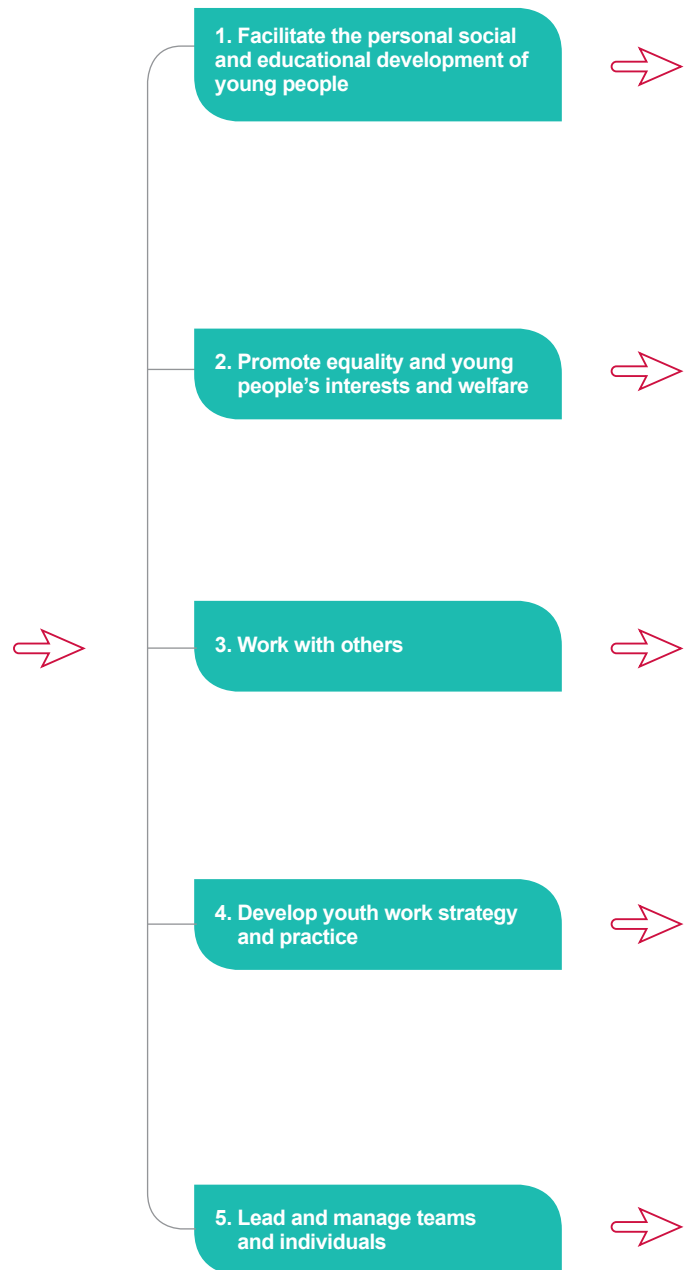 1. Facilitate the personal social
and educational development of
young people
2. Promote equality and young
people’s interests and welfare
3. Work with others
4. Develop youth work strategy
and practice
5. Lead and manage teams
and individuals